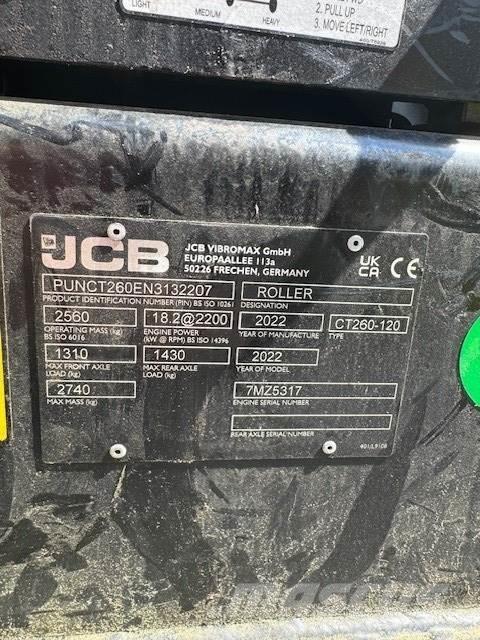 LIGHT
MEDIUM
HEAVY
2. PULL UP
3. MOVE LEFT/RIGHT
JCB
JCB VIBROMAX GmbH
EUROPAALLEE 113a
50226 FRECHEN, GERMANY
UK
CA CE
PUNCT260EN3132207
PRODUCT IDENTIFICATION NUMBER (PIN) BS ISO 10261
ROLLER
DESIGNATION
2560
OPERATING MASS (kg)
BS ISO 6016
18.2@2200
ENGINE POWER
(kW @ RPM) BS ISO 14396
2022
YEAR OF MANUFACTURE
CT260-120
TYPE
1310
MAX FRONT AXLE
LOAD (kg)
1430
MAX REAR AXLE
LOAD (kg)
2022
YEAR OF MODEL
2740
MAX MASS (kg)
7MZ5317
ENGINE SERIAL NUMBER
REAR AXLE SERIAL NUMBER